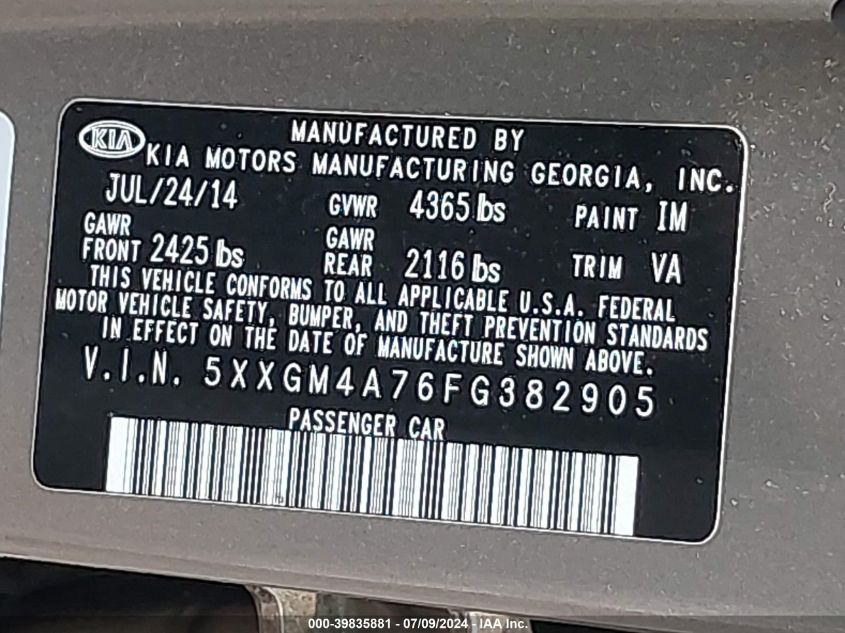 KIA
MANUFACTURED BY
KIA MOTORS MANUFACTURING GEORGIA, INC.
JUL/24/14 GVWR 4365 lbs PAINT IM
GAWR FRONT 2425 lbs GAWR REAR 2116 lbs TRIM VA
THIS VEHICLE CONFORMS TO ALL APPLICABLE U.S.A. FEDERAL
MOTOR VEHICLE SAFETY, BUMPER, AND THEFT PREVENTION STANDARDS
IN EFFECT ON THE DATE OF MANUFACTURE SHOWN ABOVE.
V.I.N. 5XXGM4A76FG382905
PASSENGER CAR
000-39835881 - 07/09/2024 - IAA Inc.